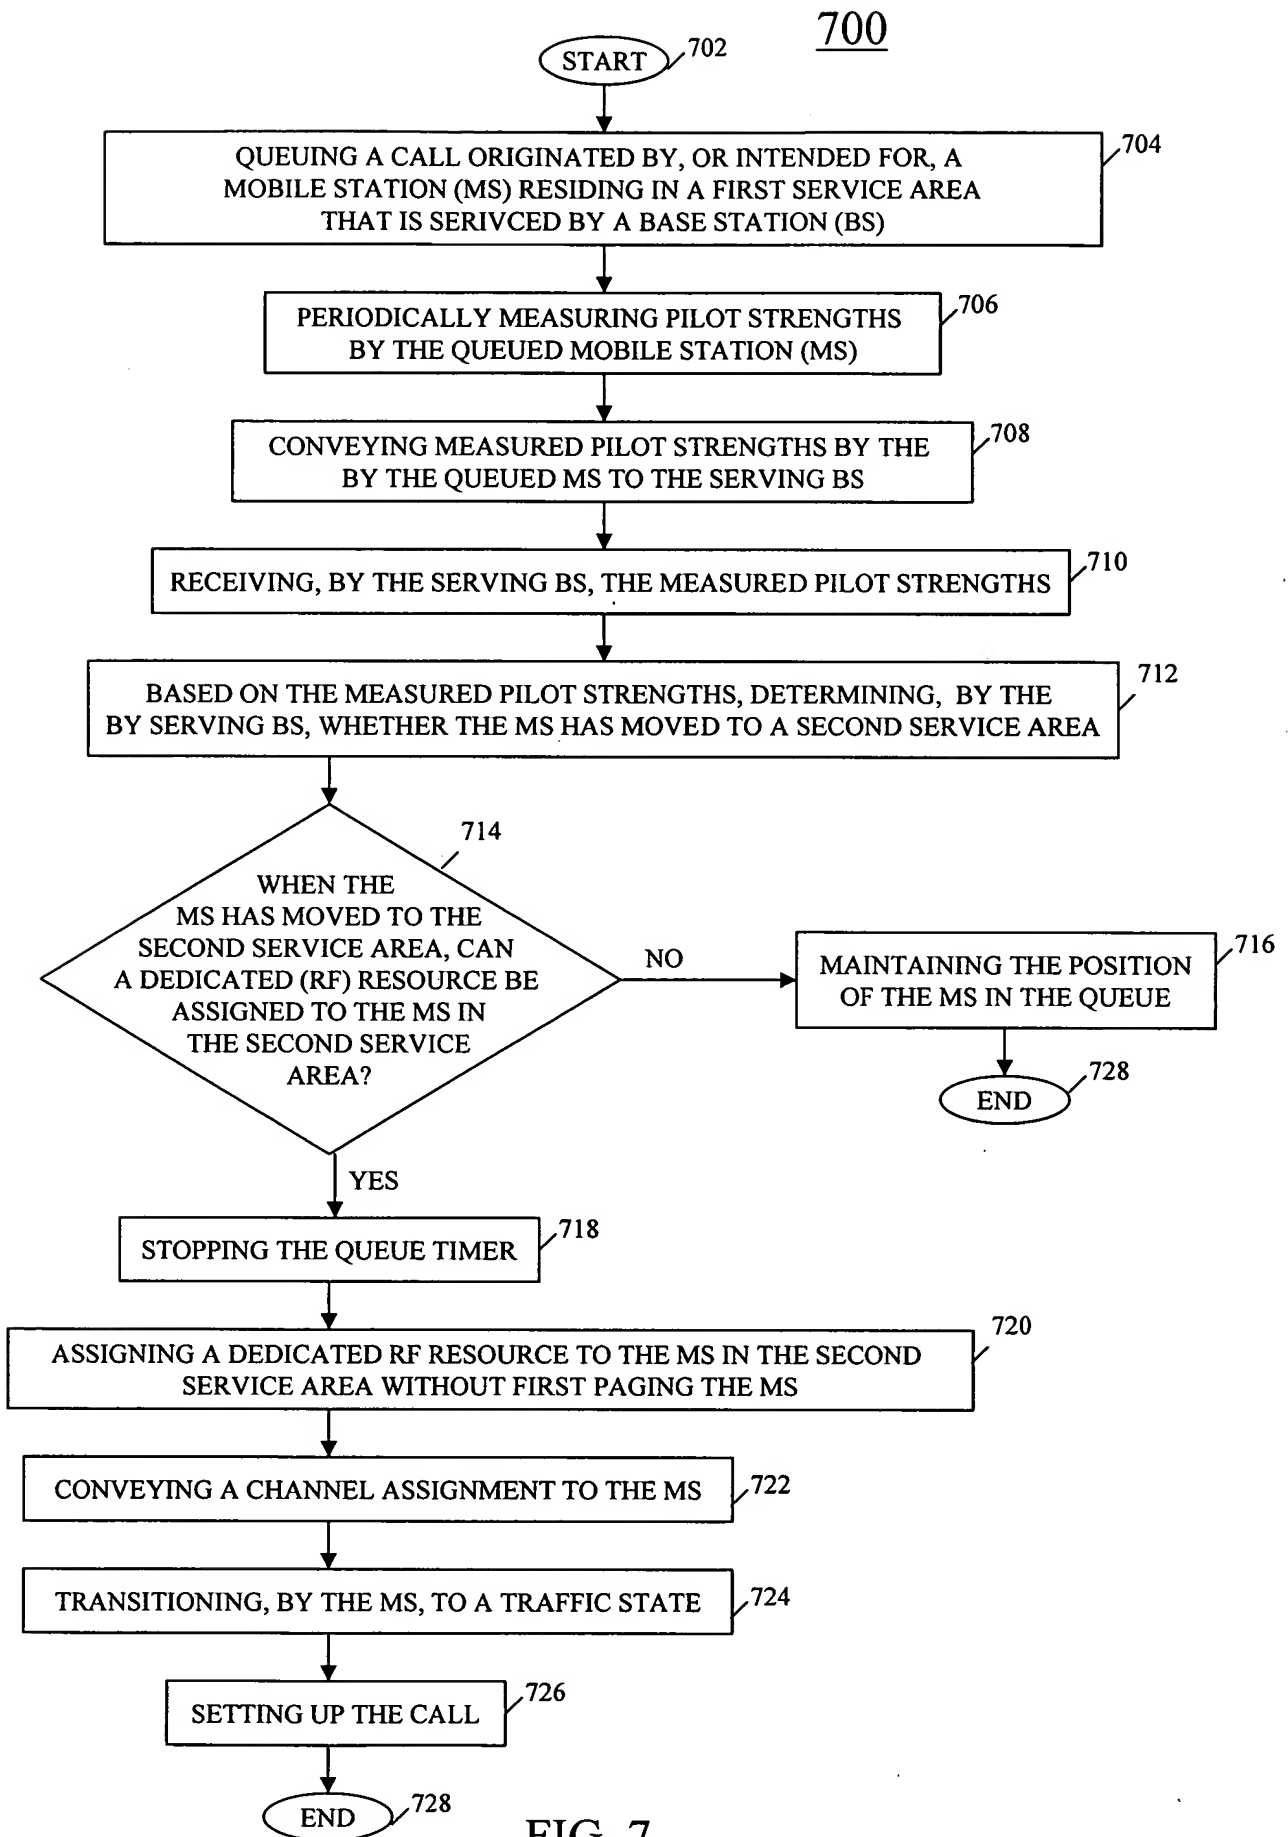 700
START
702
QUEUING A CALL ORIGINATED BY, OR INTENDED FOR, A
MOBILE STATION (MS) RESIDING IN A FIRST SERVICE AREA
THAT IS SERIVCED BY A BASE STATION (BS)
704
PERIODICALLY MEASURING PILOT STRENGTHS
BY THE QUEUED MOBILE STATION (MS)
706
CONVEYING MEASURED PILOT STRENGTHS BY THE
BY THE QUEUED MS TO THE SERVING BS
708
RECEIVING, BY THE SERVING BS, THE MEASURED PILOT STRENGTHS
710
BASED ON THE MEASURED PILOT STRENGTHS, DETERMINING, BY THE
BY SERVING BS, WHETHER THE MS HAS MOVED TO A SECOND SERVICE AREA
712
714
WHEN THE
MS HAS MOVED TO THE
SECOND SERVICE AREA, CAN
A DEDICATED (RF) RESOURCE BE
ASSIGNED TO THE MS IN
THE SECOND SERVICE
AREA?
NO
MAINTAINING THE POSITION
OF THE MS IN THE QUEUE
716
END
728
YES
STOPPING THE QUEUE TIMER
718
ASSIGNING A DEDICATED RF RESOURCE TO THE MS IN THE SECOND
SERVICE AREA WITHOUT FIRST PAGING THE MS
720
CONVEYING A CHANNEL ASSIGNMENT TO THE MS
722
TRANSITIONING, BY THE MS, TO A TRAFFIC STATE
724
SETTING UP THE CALL
726
END
728
FIG. 7